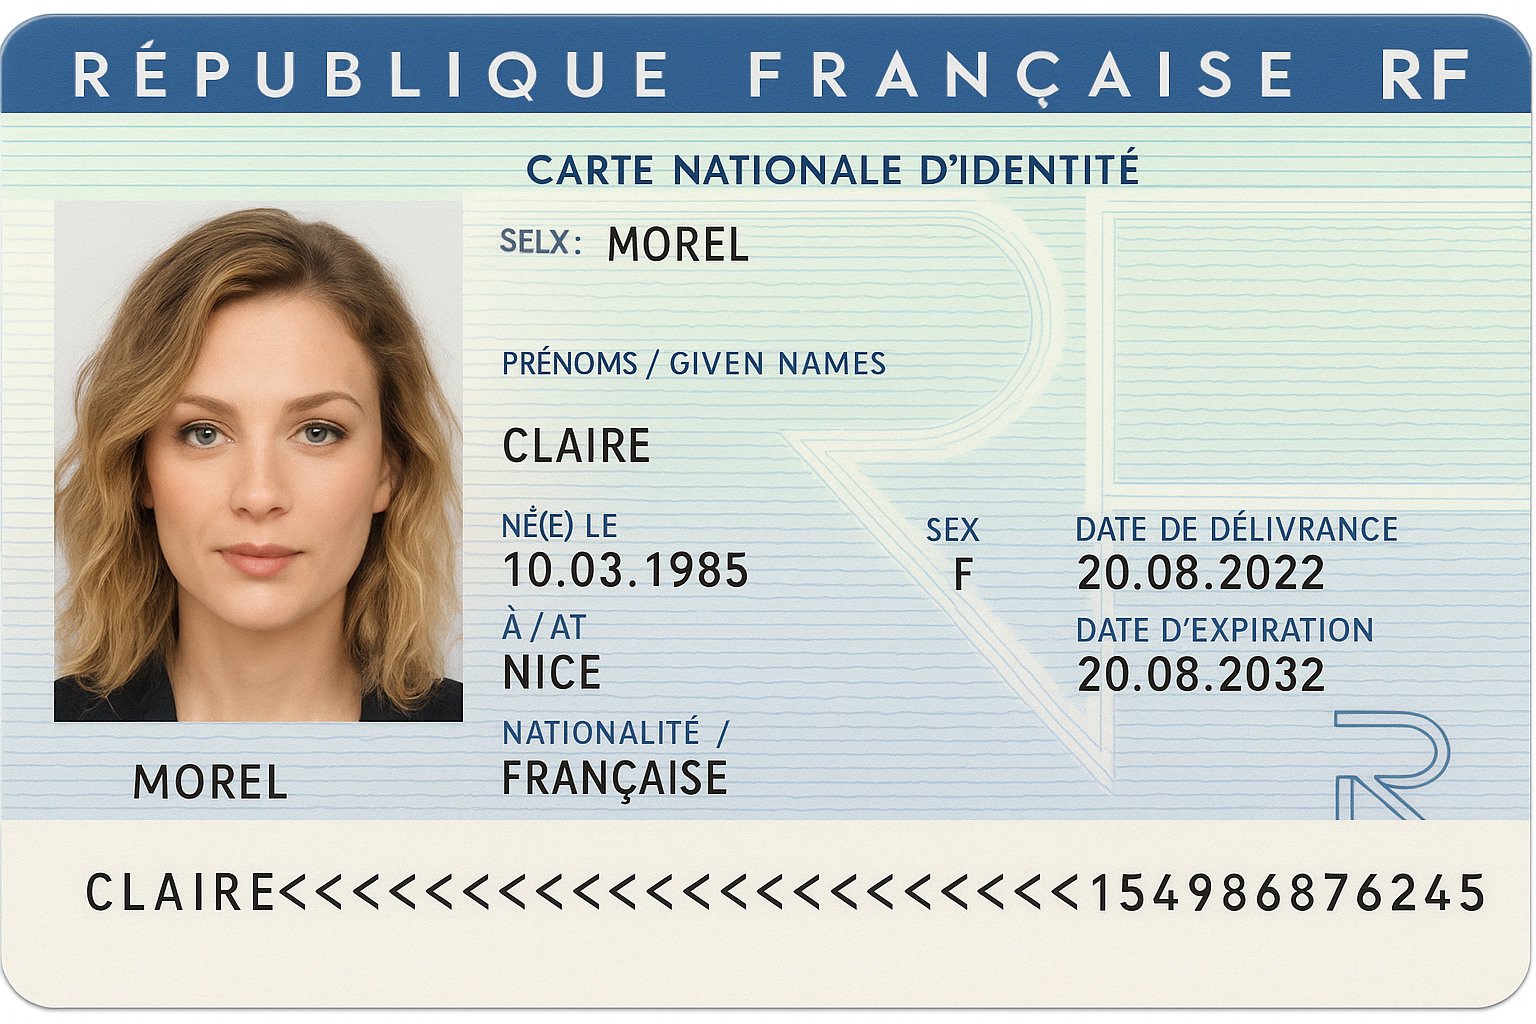 RÉPUBLIQUE FRANÇAISE RF
CARTE NATIONALE D’IDENTITÉ
SELX: MOREL
PRÉNOMS / GIVEN NAMES
CLAIRE
NÉ(E) LE
10.03.1985
SEX
F
DATE DE DÉLIVRANCE
20.08.2022
À / AT
NICE
DATE D’EXPIRATION
20.08.2032
NATIONALITÉ /
FRANÇAISE
MOREL
CLAIRE<<<<<<<<<<<<<<<<<<<<<<154986876245